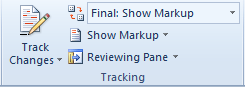 Final: Show Markup
Track Changes
Show Markup
Reviewing Pane
Tracking